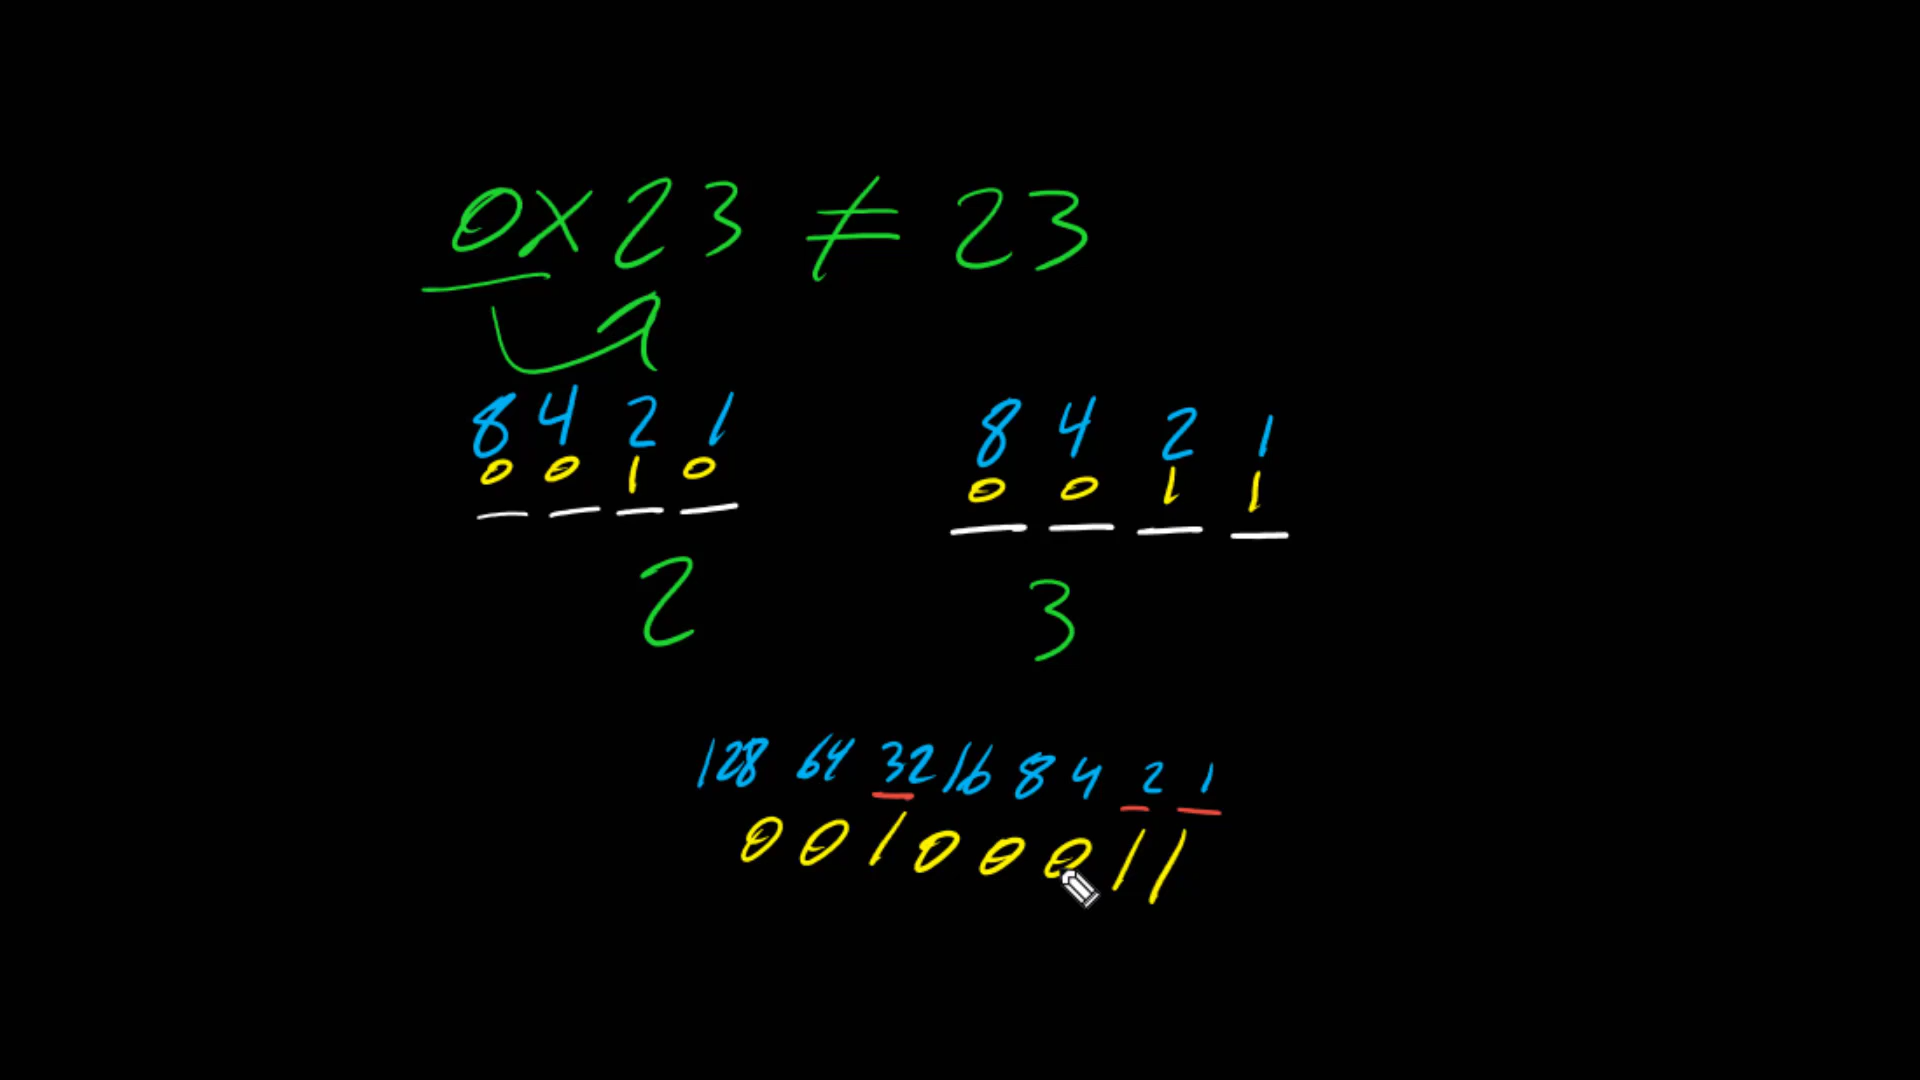 0x23 ≠ 23
8 4 2 1 8 4 2 1
0 0 1 0 0 0 1 1
2 3
128 64 32 16 8 4 2 1
0 0 1 0 0 0 1 1